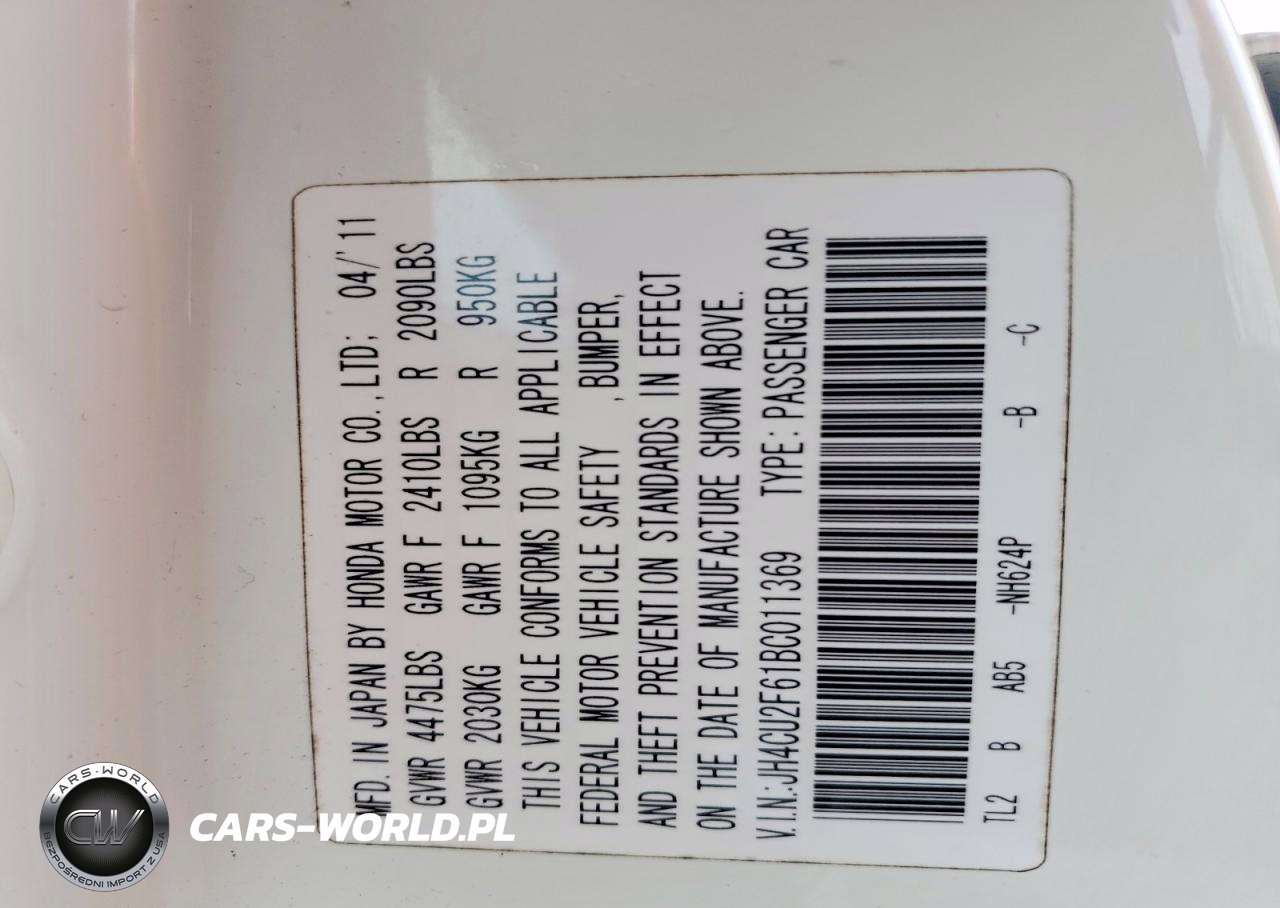 MFD. IN JAPAN BY HONDA MOTOR CO., LTD; 04/'11
GVWR 4475LBS GAWR F 2410LBS R 2090LBS
GVWR 2030KG GAWR F 1095KG R 950KG
THIS VEHICLE CONFORMS TO ALL APPLICABLE
FEDERAL MOTOR VEHICLE SAFETY , BUMPER,
AND THEFT PREVENTION STANDARDS IN EFFECT
ON THE DATE OF MANUFACTURE SHOWN ABOVE.
V.I.N.:JH4CU2F61BC011369 TYPE: PASSENGER CAR
TL2 B AB5 -NH624P -B -C
CARS-WORLD
CW
BEZPOŚREDNI IMPORT Z USA
CARS-WORLD.PL